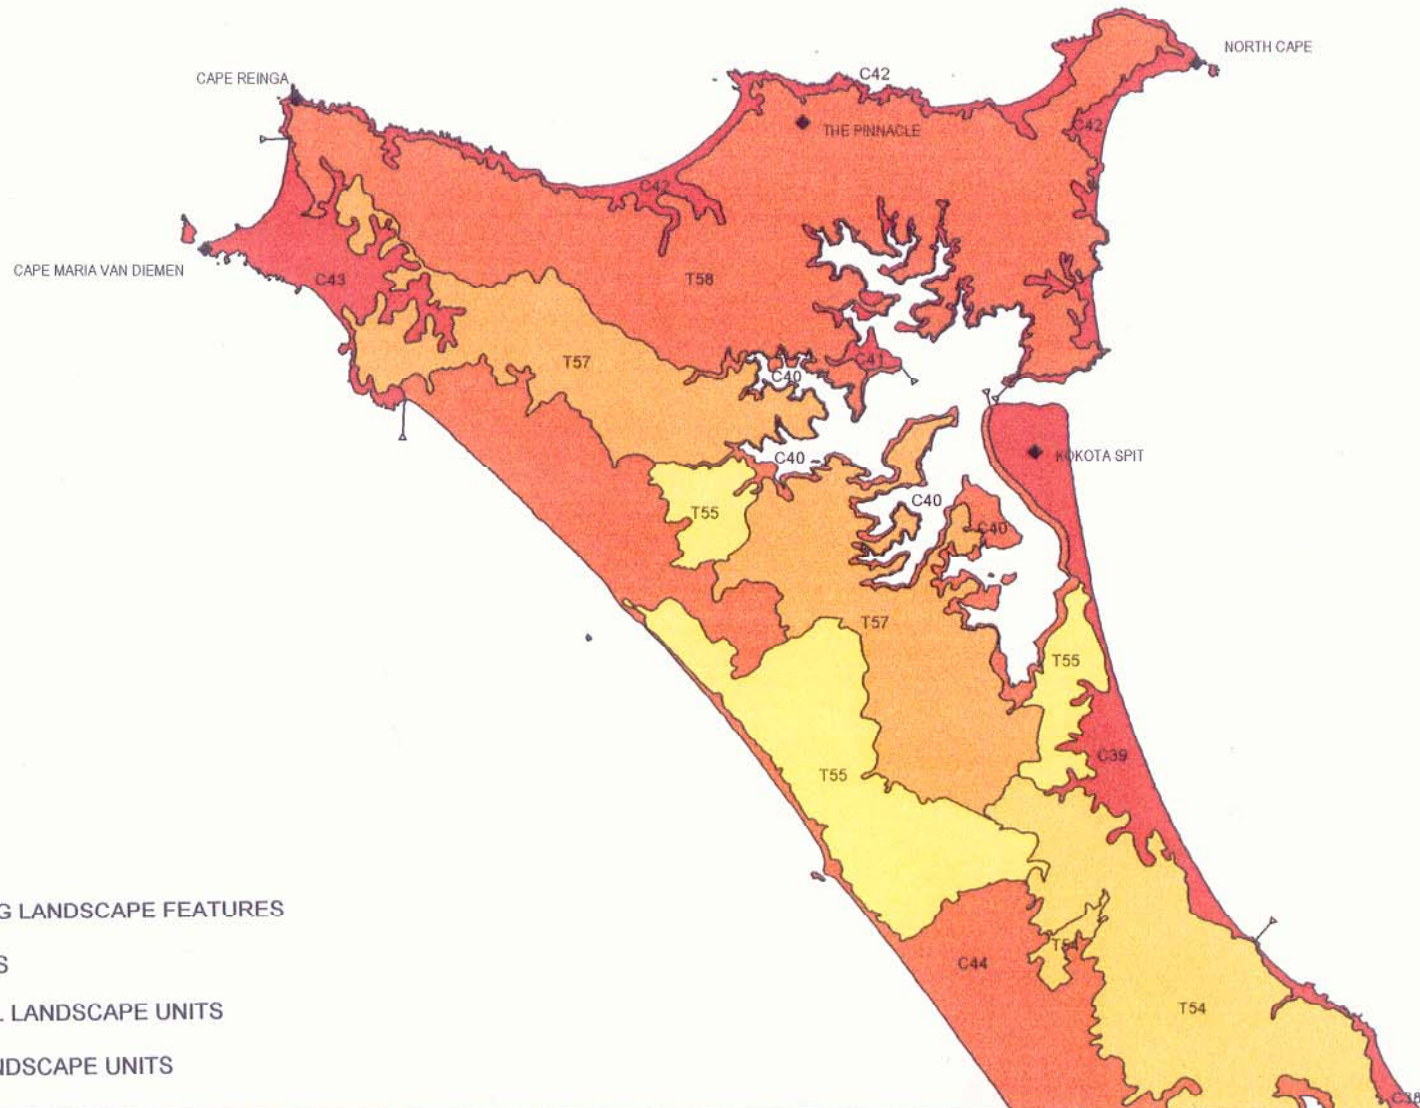 NORTH CAPE
CAPE REINGA
C42
THE PINNACLE
C42
C42
CAPE MARIA VAN DIEMEN
C43
T58
T57
C41
C40
C40
KOKOTA SPIT
T55
C40
C40
T57
T55
C39
T55
G LANDSCAPE FEATURES
T54
S
C44
L LANDSCAPE UNITS
T54
NDSCAPE UNITS
C38